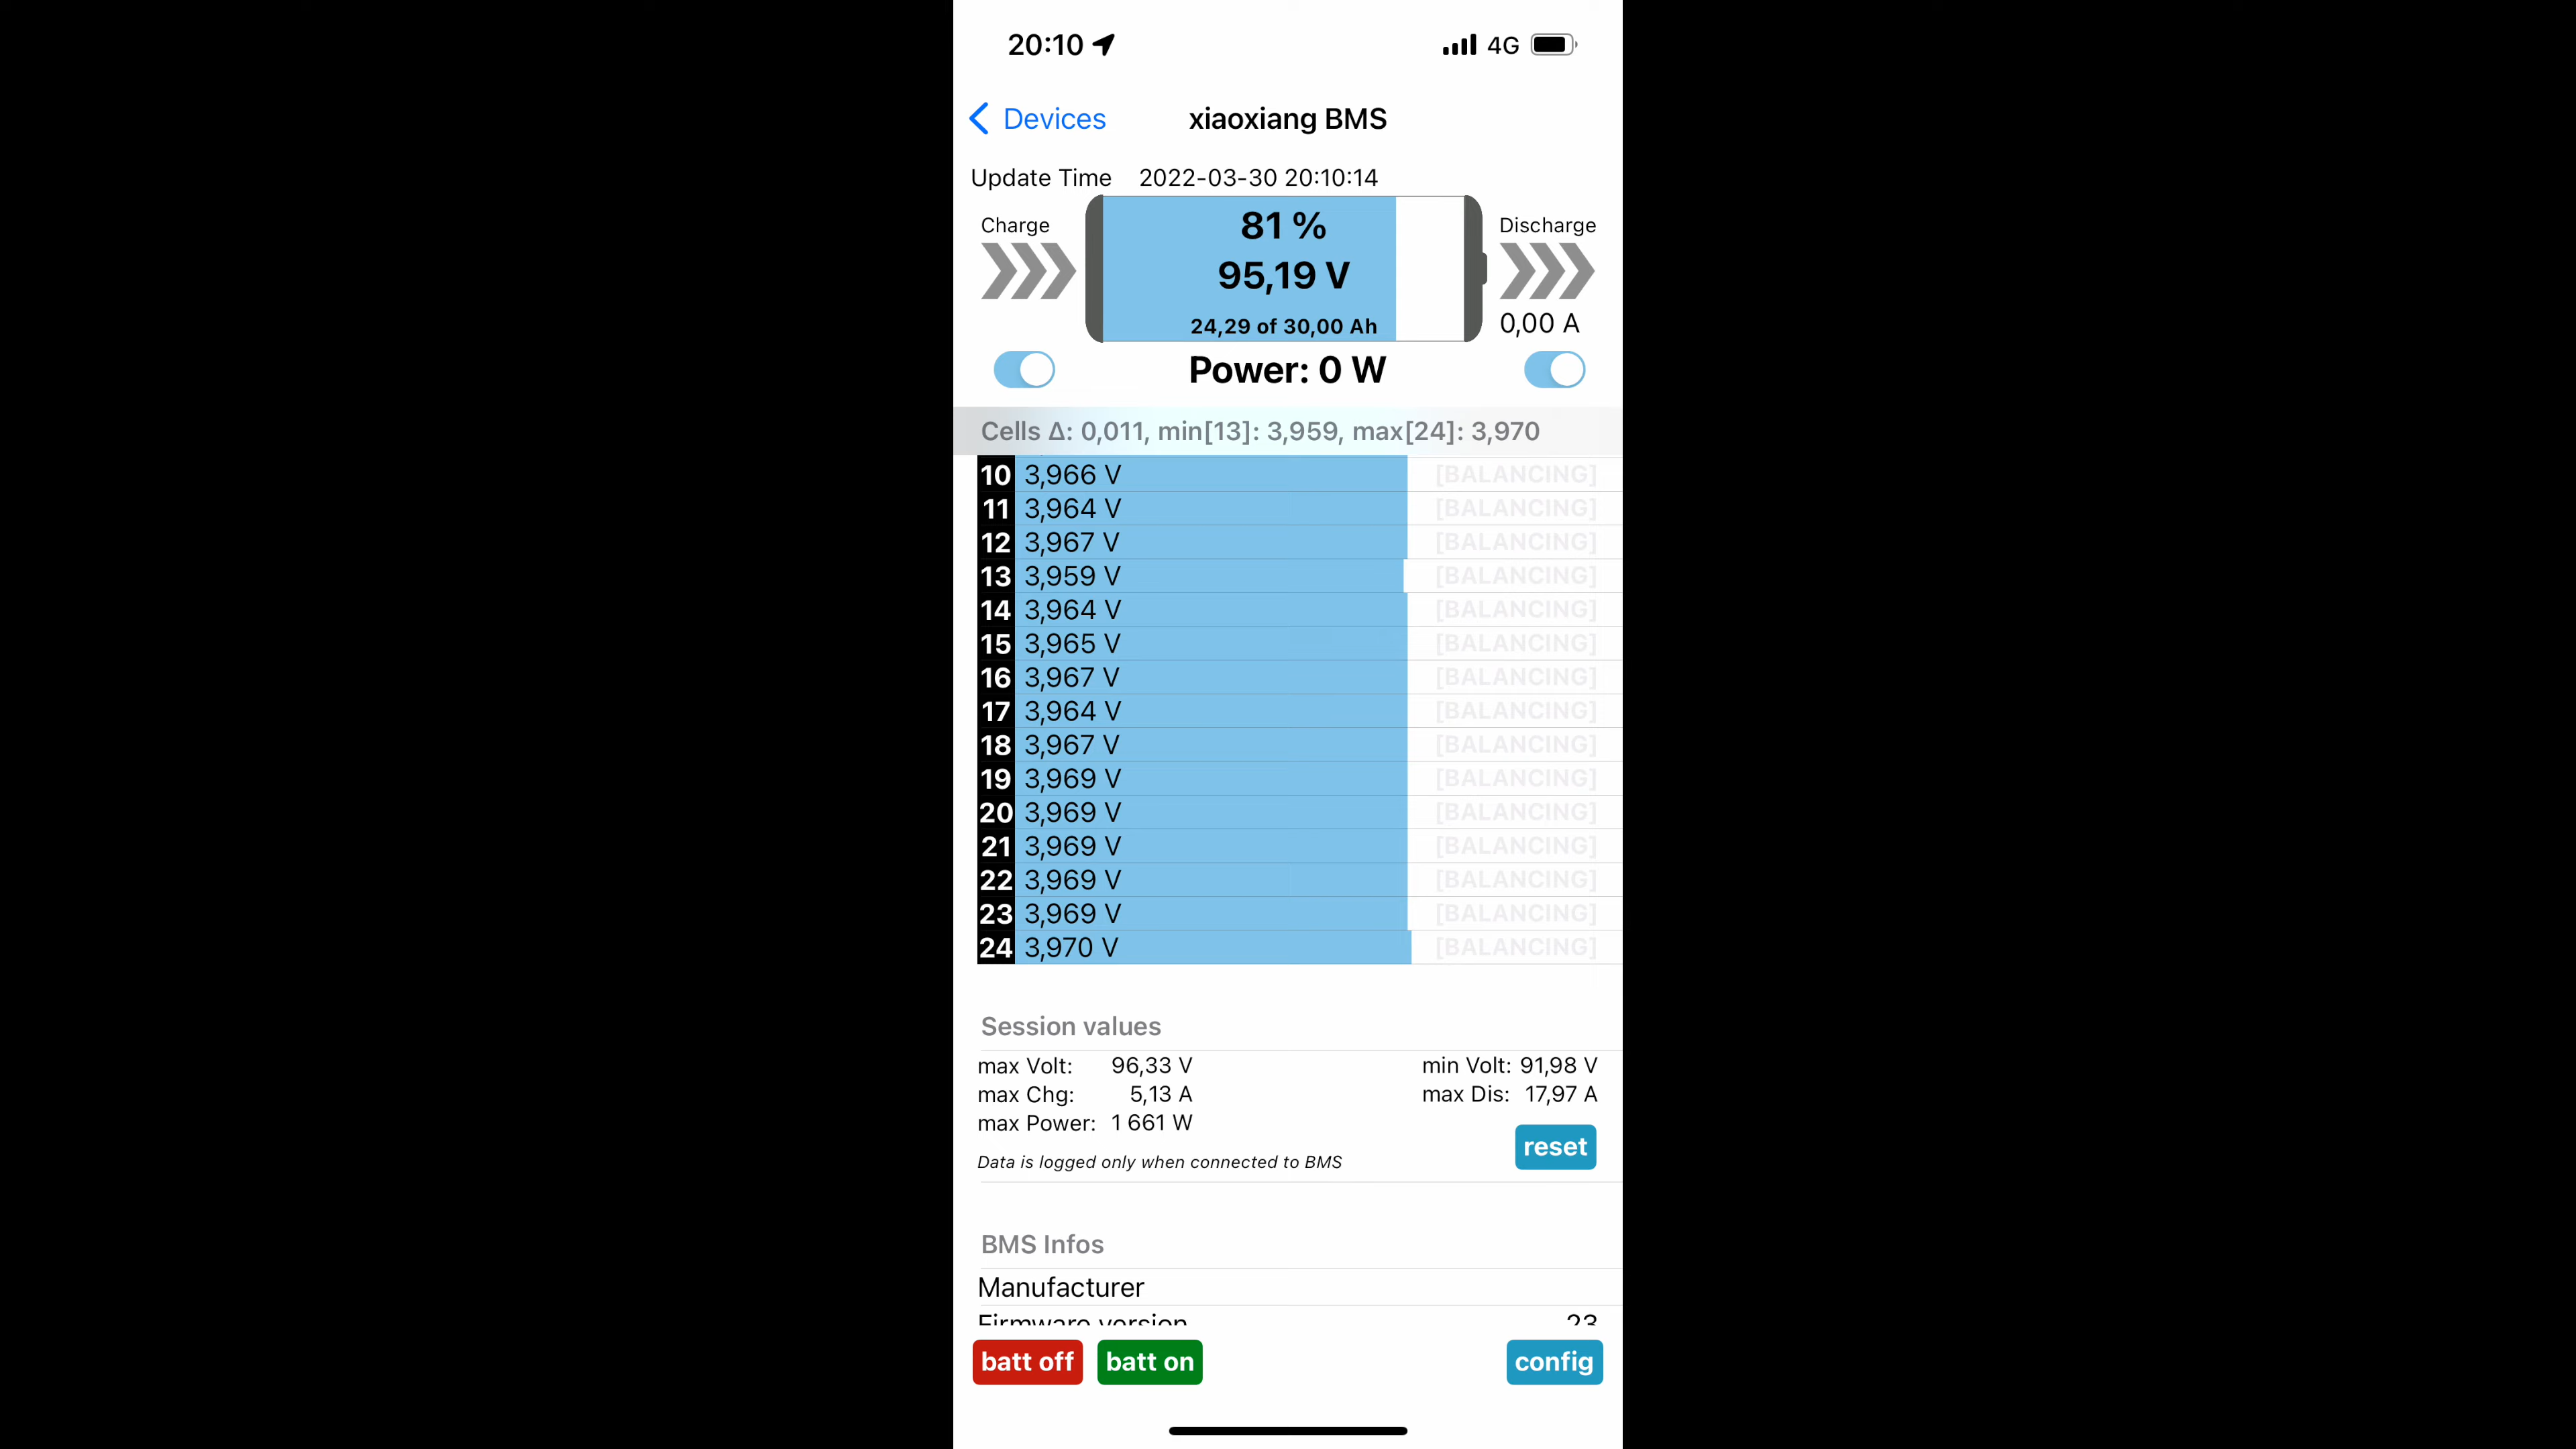 20:10 4G
Devices xiaoxiang BMS
Update Time 2022-03-30 20:10:14
Charge 81 % Discharge
95,19 V
24,29 of 30,00 Ah 0,00 A
Power: 0 W
Cells Δ: 0,011, min[13]: 3,959, max[24]: 3,970
10 3,966 V [BALANCING]
11 3,964 V [BALANCING]
12 3,967 V [BALANCING]
13 3,959 V [BALANCING]
14 3,964 V [BALANCING]
15 3,965 V [BALANCING]
16 3,967 V [BALANCING]
17 3,964 V [BALANCING]
18 3,967 V [BALANCING]
19 3,969 V [BALANCING]
20 3,969 V [BALANCING]
21 3,969 V [BALANCING]
22 3,969 V [BALANCING]
23 3,969 V [BALANCING]
24 3,970 V [BALANCING]
Session values
max Volt: 96,33 V min Volt: 91,98 V
max Chg: 5,13 A max Dis: 17,97 A
max Power: 1 661 W
reset
Data is logged only when connected to BMS
BMS Infos
Manufacturer
Firmware version 23
batt off batt on config